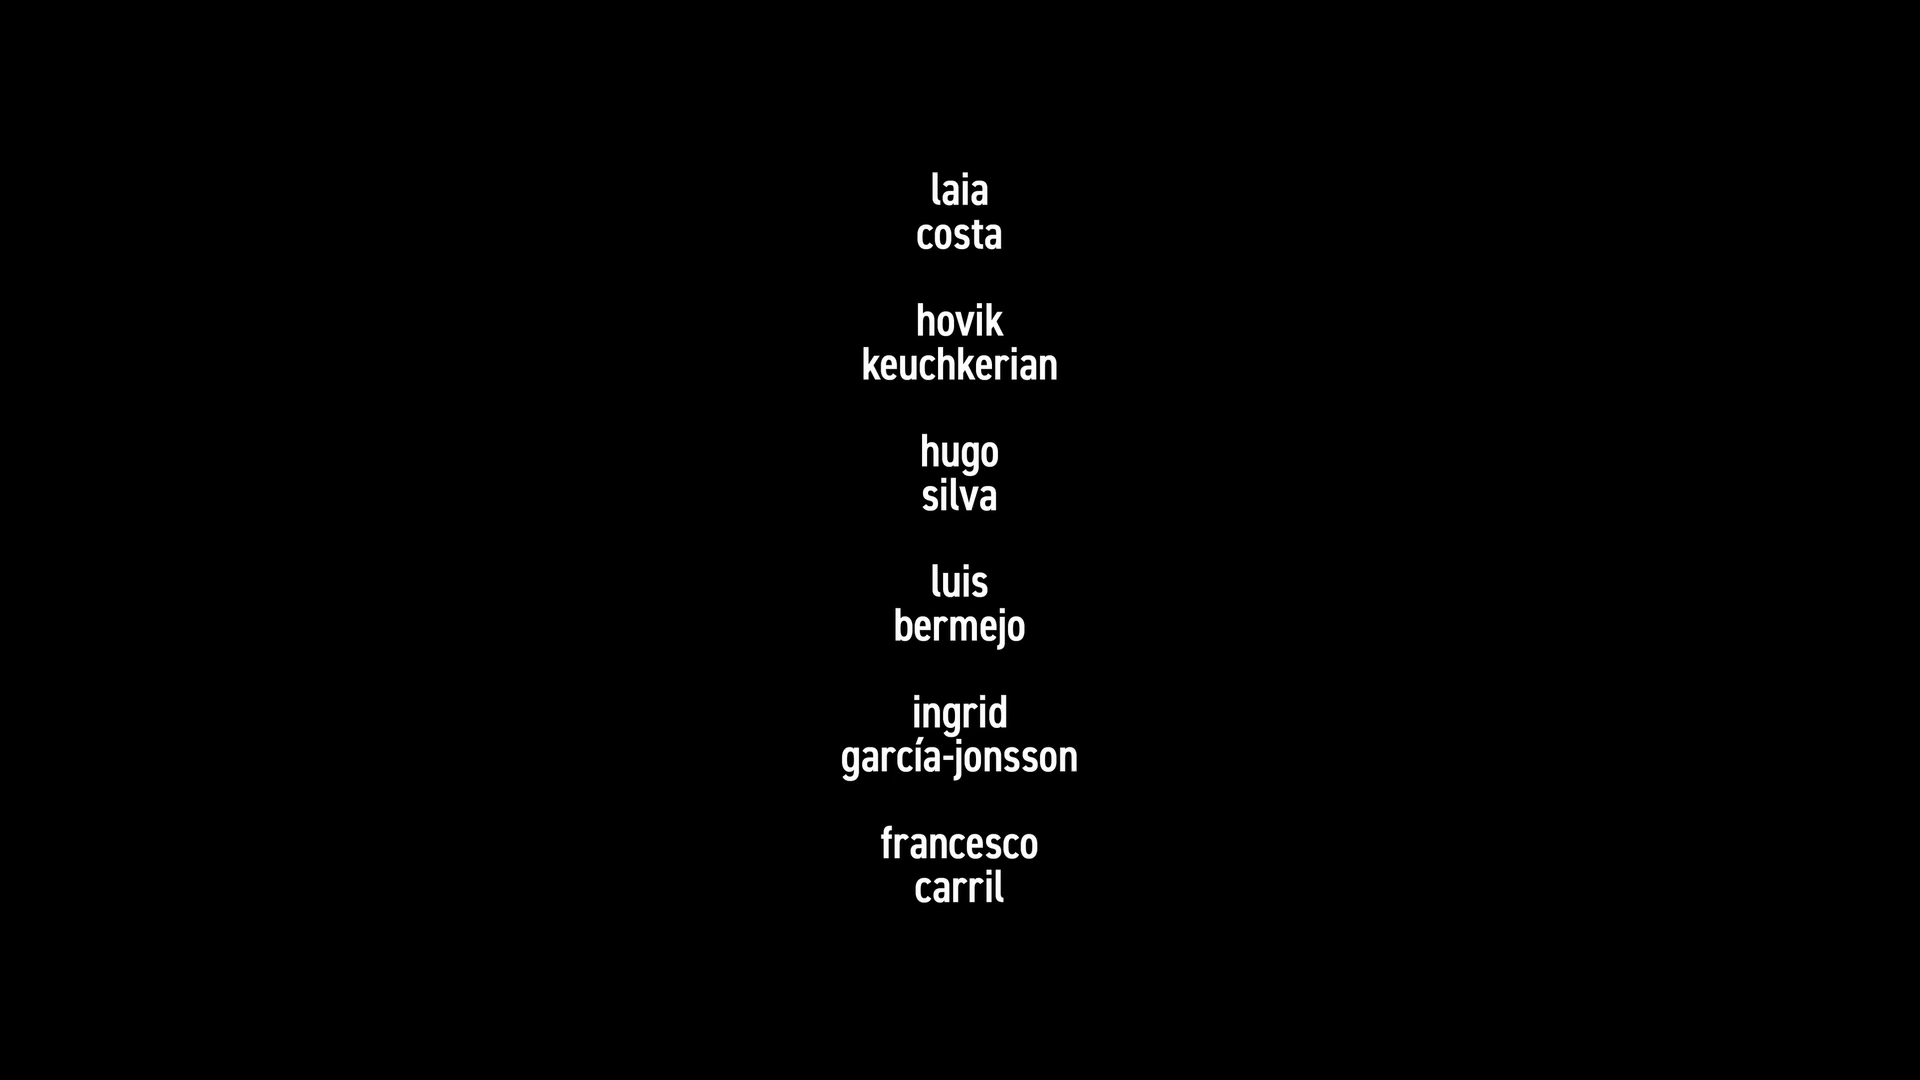 laia
costa
hovik
keuchkerian
hugo
silva
luis
bermejo
ingrid
garcía-jonsson
francesco
carril